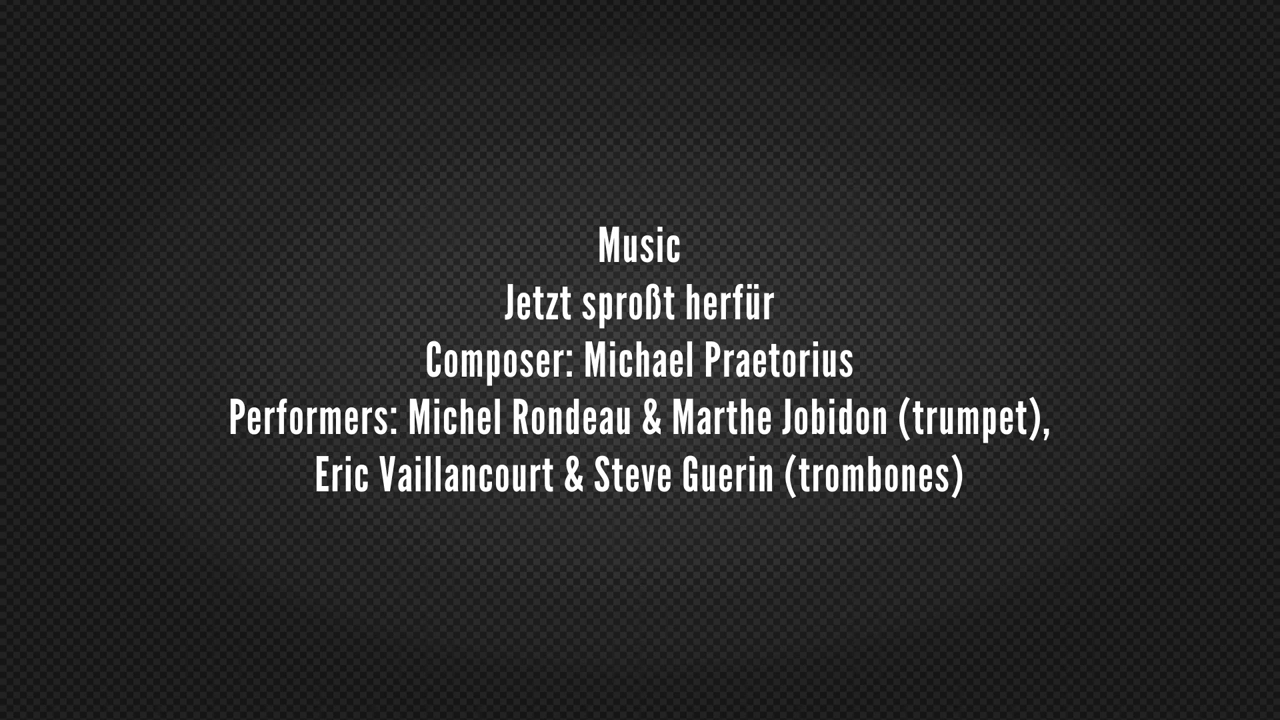 Music
Jetzt sproßt herfür
Composer: Michael Praetorius
Performers: Michel Rondeau & Marthe Jobidon (trumpet),
Eric Vaillancourt & Steve Guerin (trombones)